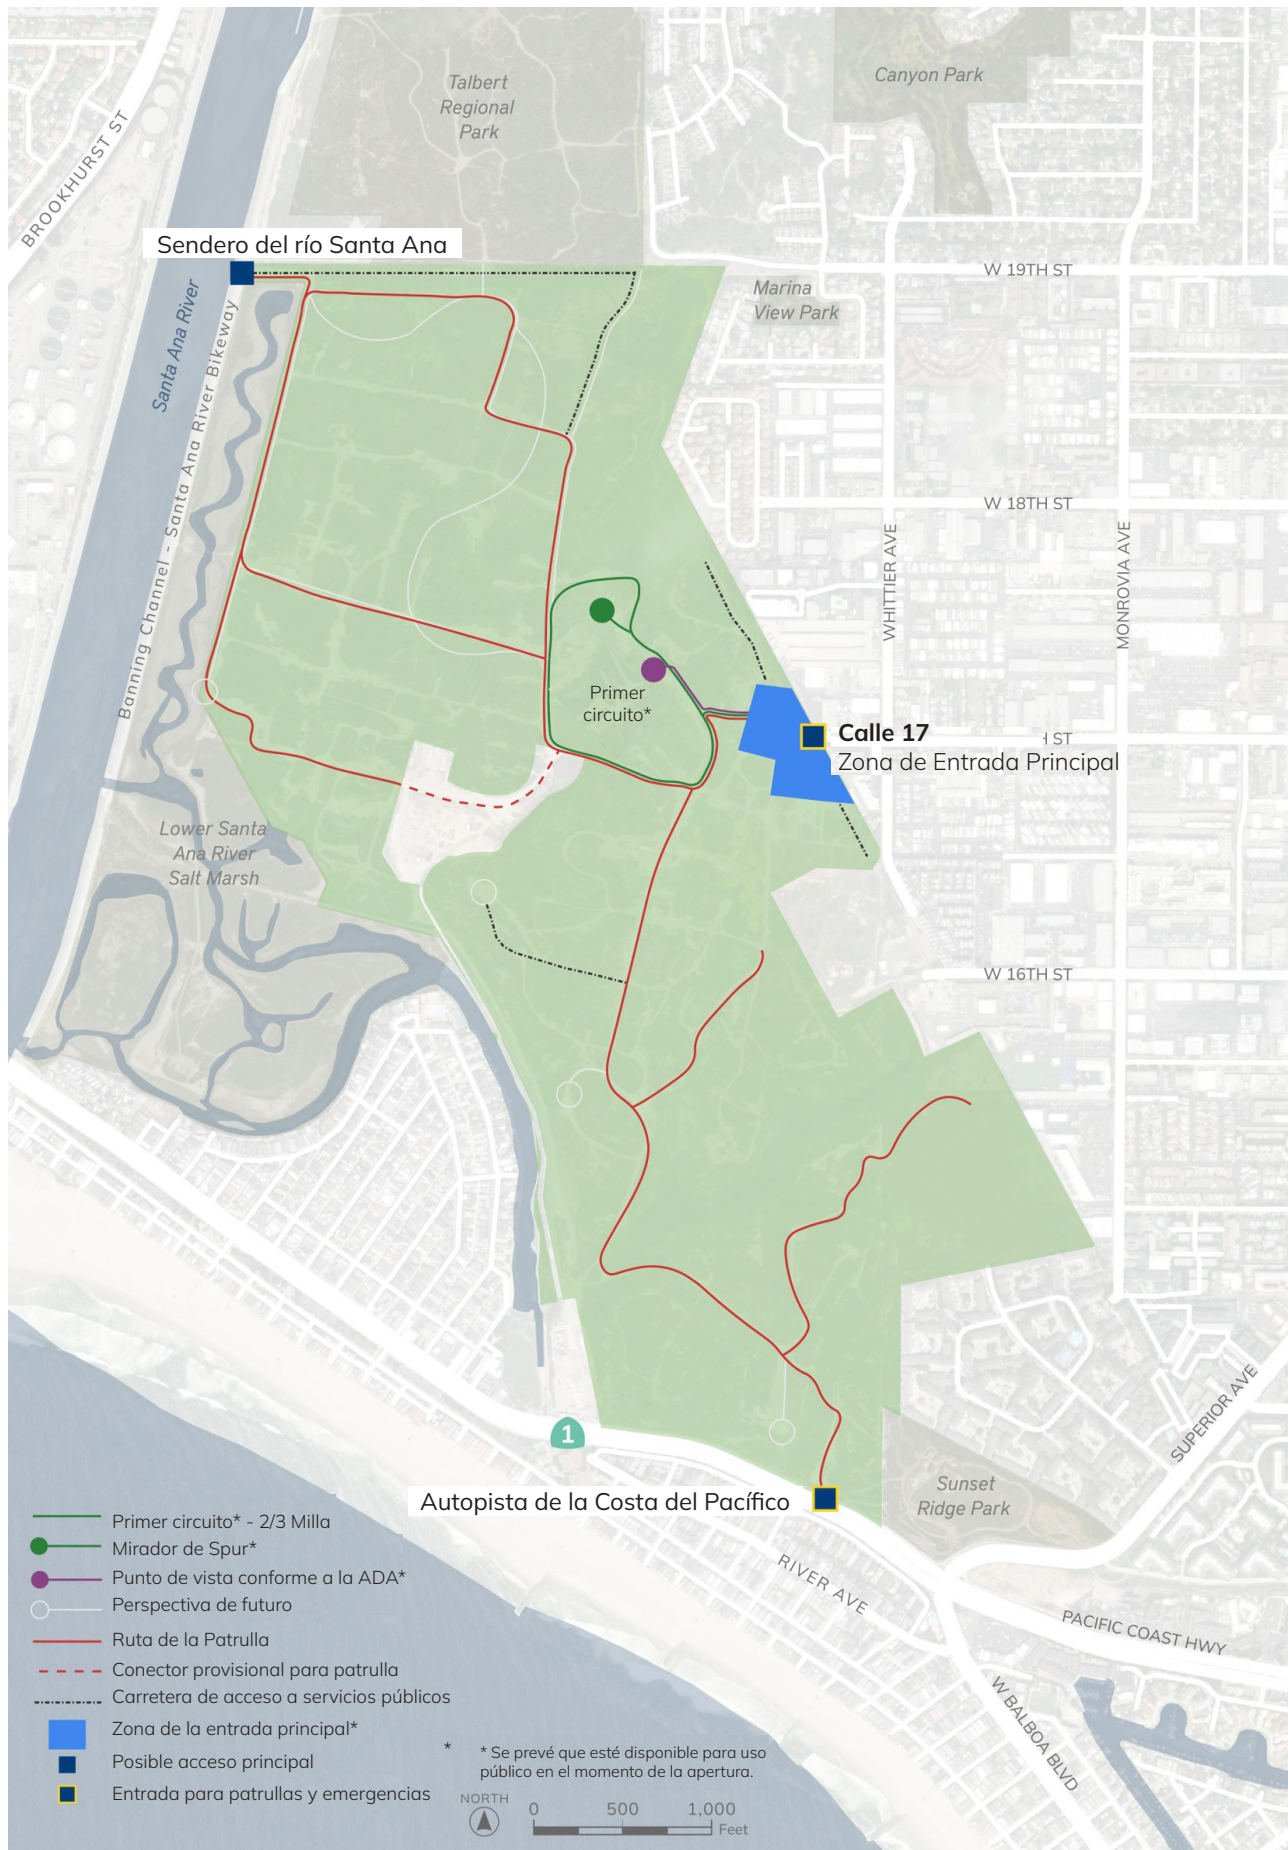 Talbert
Regional
Park
Canyon Park
BROOKHURST ST
Sendero del río Santa Ana
W 19TH ST
Marina
View Park
Santa Ana River
Banning Channel - Santa Ana River Bikeway
W 18TH ST
WHITTIER AVE
MONROVIA AVE
Primer
circuito*
Calle 17
H ST
Zona de Entrada Principal
Lower Santa
Ana River
Salt Marsh
W 16TH ST
SUPERIOR AVE
1
Autopista de la Costa del Pacífico
Sunset
Ridge Park
RIVER AVE
PACIFIC COAST HWY
W BALBOA BLVD
Primer circuito* - 2/3 Milla
Mirador de Spur*
Punto de vista conforme a la ADA*
Perspectiva de futuro
Ruta de la Patrulla
Conector provisional para patrulla
Carretera de acceso a servicios públicos
Zona de la entrada principal*
Posible acceso principal
Entrada para patrullas y emergencias
*
* Se prevé que esté disponible para uso
público en el momento de la apertura.
NORTH
0 500 1,000
Feet